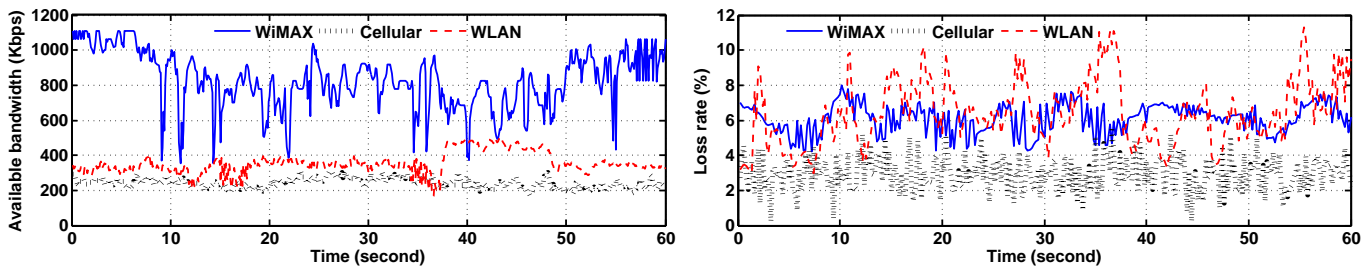 Available bandwidth (Kbps)
1200
1000
800
600
400
200
0
WiMAX Cellular WLAN
0 10 20 30 40 50 60
Time (second)
Loss rate (%)
12
10
8
6
4
2
0
WiMAX Cellular WLAN
0 10 20 30 40 50 60
Time (second)